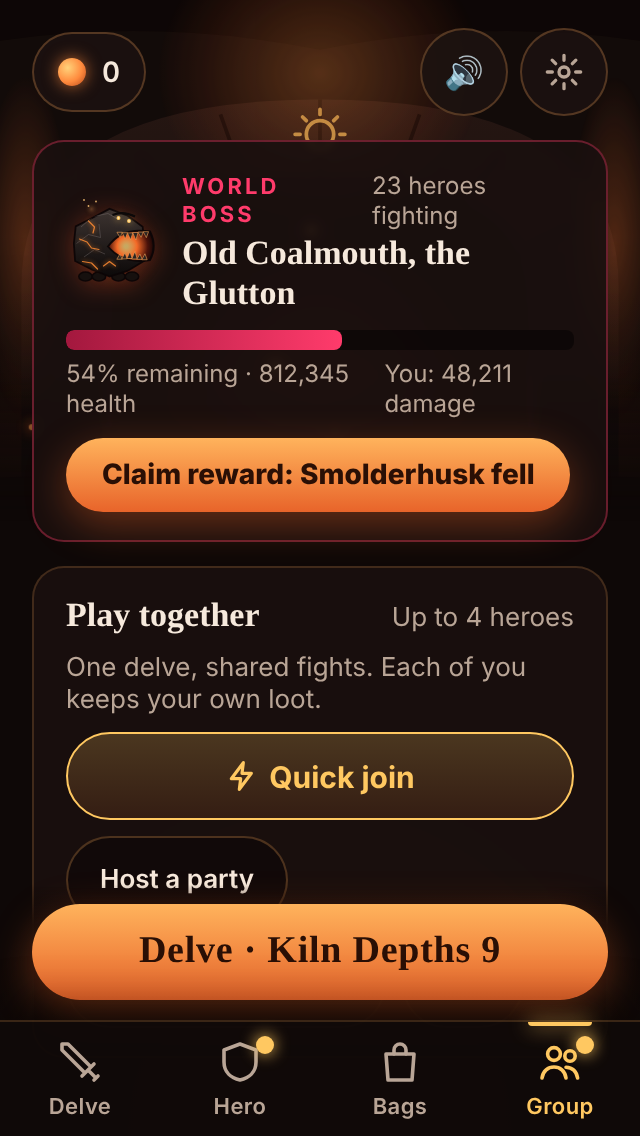 0
WORLD BOSS
23 heroes fighting
Old Coalmouth, the
Glutton
54% remaining · 812,345 health
You: 48,211 damage
Claim reward: Smolderhusk fell
Play together
Up to 4 heroes
One delve, shared fights. Each of you
keeps your own loot.
Quick join
Host a party
Delve · Kiln Depths 9
Delve
Hero
Bags
Group